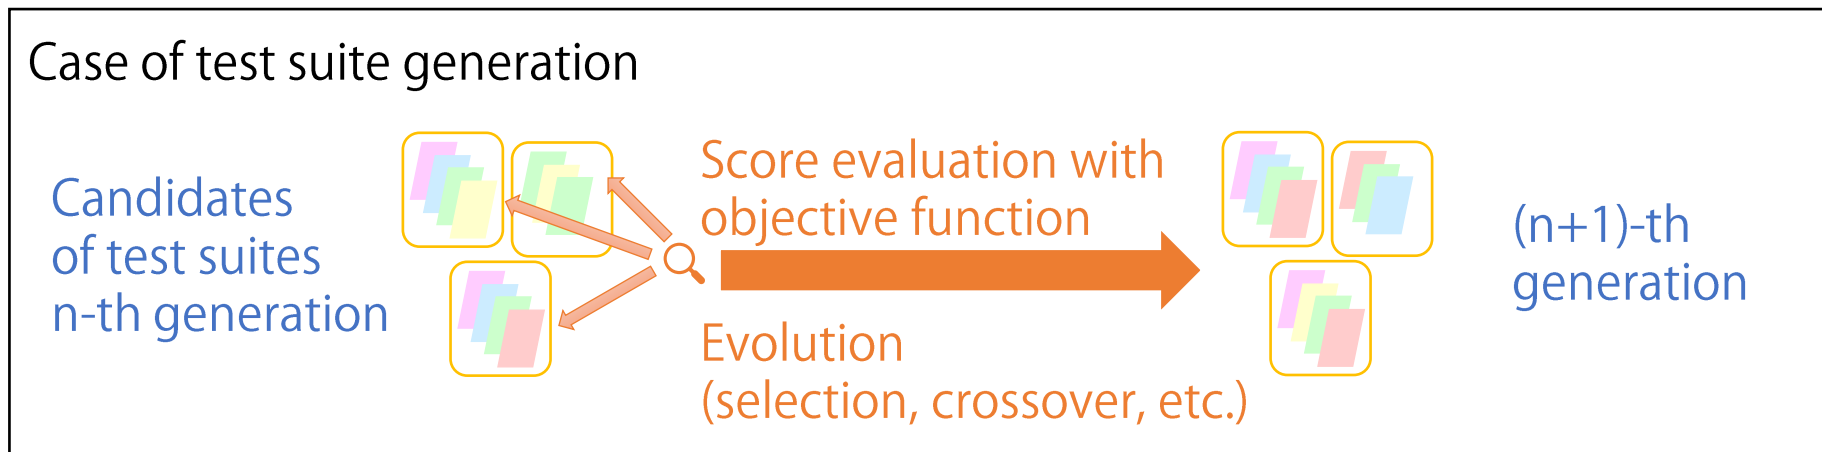 Case of test suite generation
Candidates
of test suites
n-th generation
Score evaluation with
objective function
Evolution
(selection, crossover, etc.)
(n+1)-th
generation